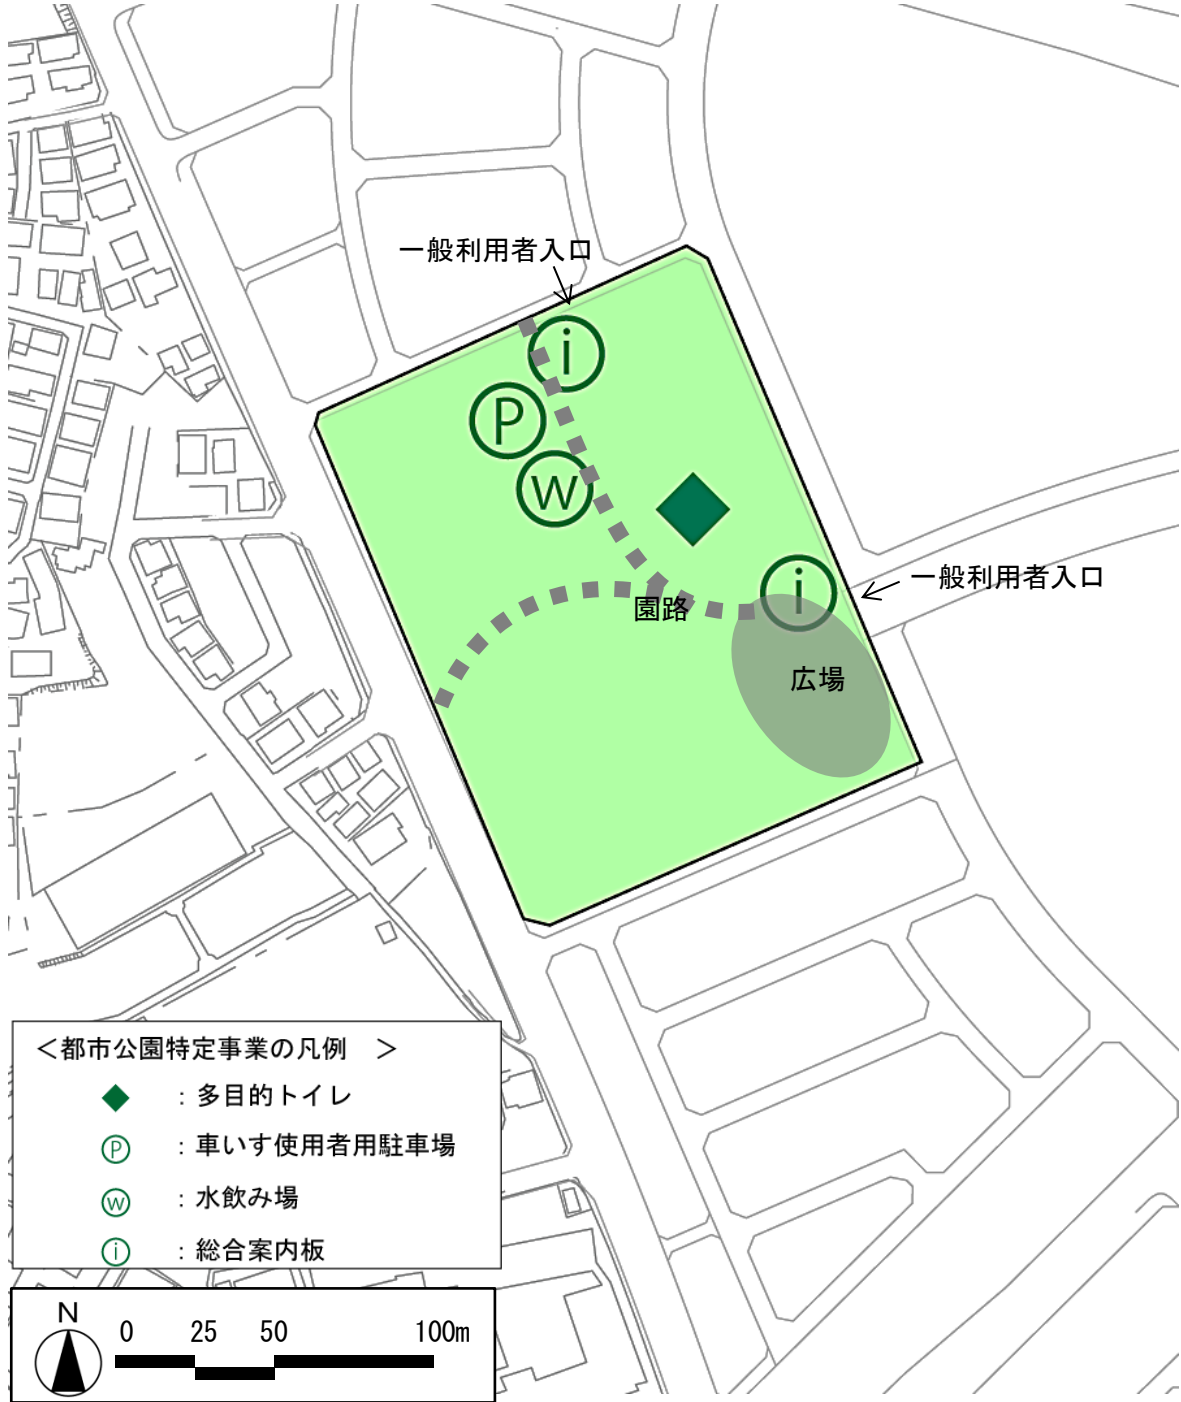 一般利用者入口
i
P
W
i
一般利用者入口
園路
広場
＜都市公園特定事業の凡例　＞
：多目的トイレ
P ：車いす使用者用駐車場
W ：水飲み場
i ：総合案内板
N
0 25 50 100m